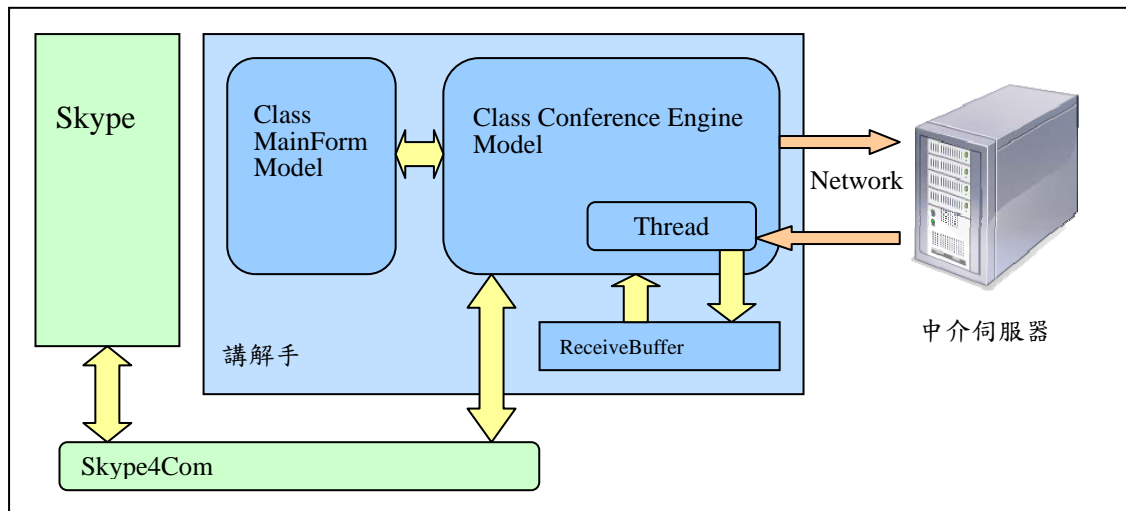 Skype
Class
MainForm
Model
Class Conference Engine
Model
Network
Thread
ReceiveBuffer
講解手
中介伺服器
Skype4Com